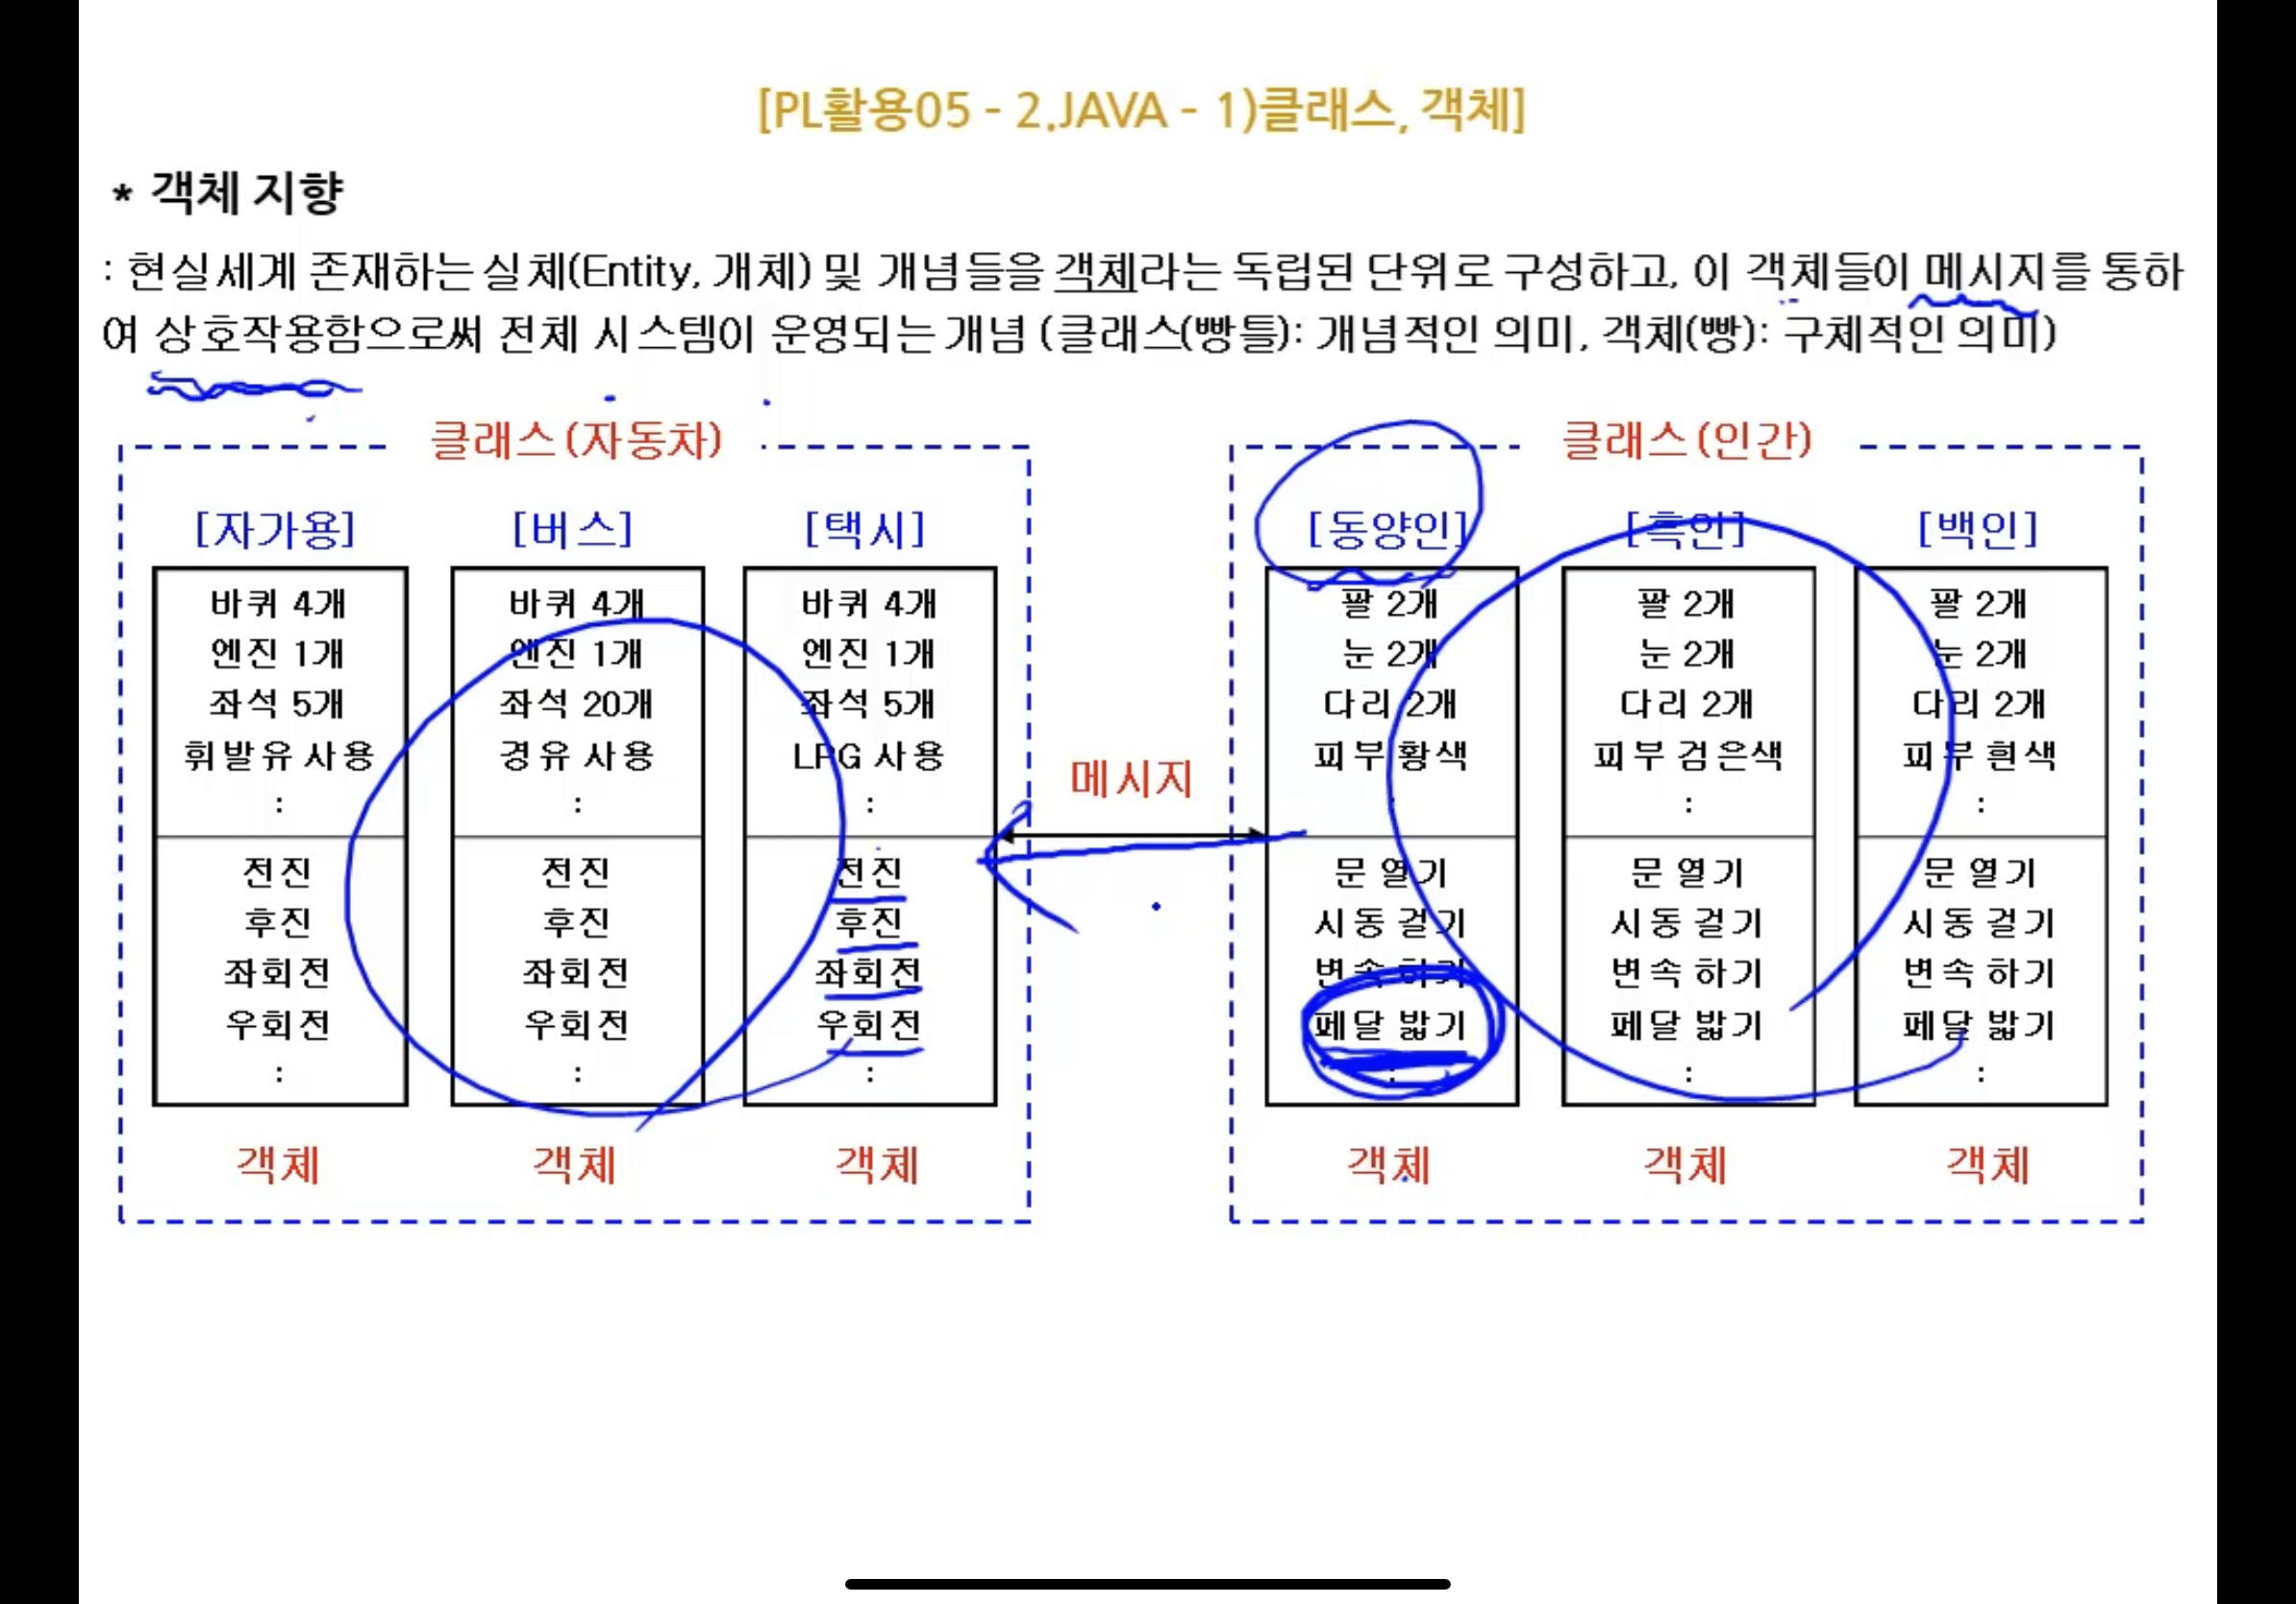 [PL활용05 - 2.JAVA - 1)클래스, 객체]
* 객체 지향
: 현실세계 존재하는 실체(Entity, 개체) 및 개념들을 객체라는 독립된 단위로 구성하고, 이 객체들이 메시지를 통하
여 상호작용함으로써 전체 시스템이 운영되는 개념 (클래스(빵틀): 개념적인 의미, 객체(빵): 구체적인 의미)
클래스(자동차)
[자가용] [버스] [택시]
바퀴 4개 바퀴 4개 바퀴 4개
엔진 1개 엔진 1개 엔진 1개
좌석 5개 좌석 20개 좌석 5개
휘발유 사용 경유 사용 LPG 사용
: : :
전진 전진 전진
후진 후진 후진
좌회전 좌회전 좌회전
우회전 우회전 우회전
: : :
객체 객체 객체
메시지
클래스(인간)
[동양인] [흑인] [백인]
팔 2개 팔 2개 팔 2개
눈 2개 눈 2개 눈 2개
다리 2개 다리 2개 다리 2개
피부 황색 피부 검은색 피부 흰색
: : :
문 열기 문 열기 문 열기
시동 걸기 시동 걸기 시동 걸기
변속 하기 변속 하기 변속 하기
페달 밟기 페달 밟기 페달 밟기
: : :
객체 객체 객체